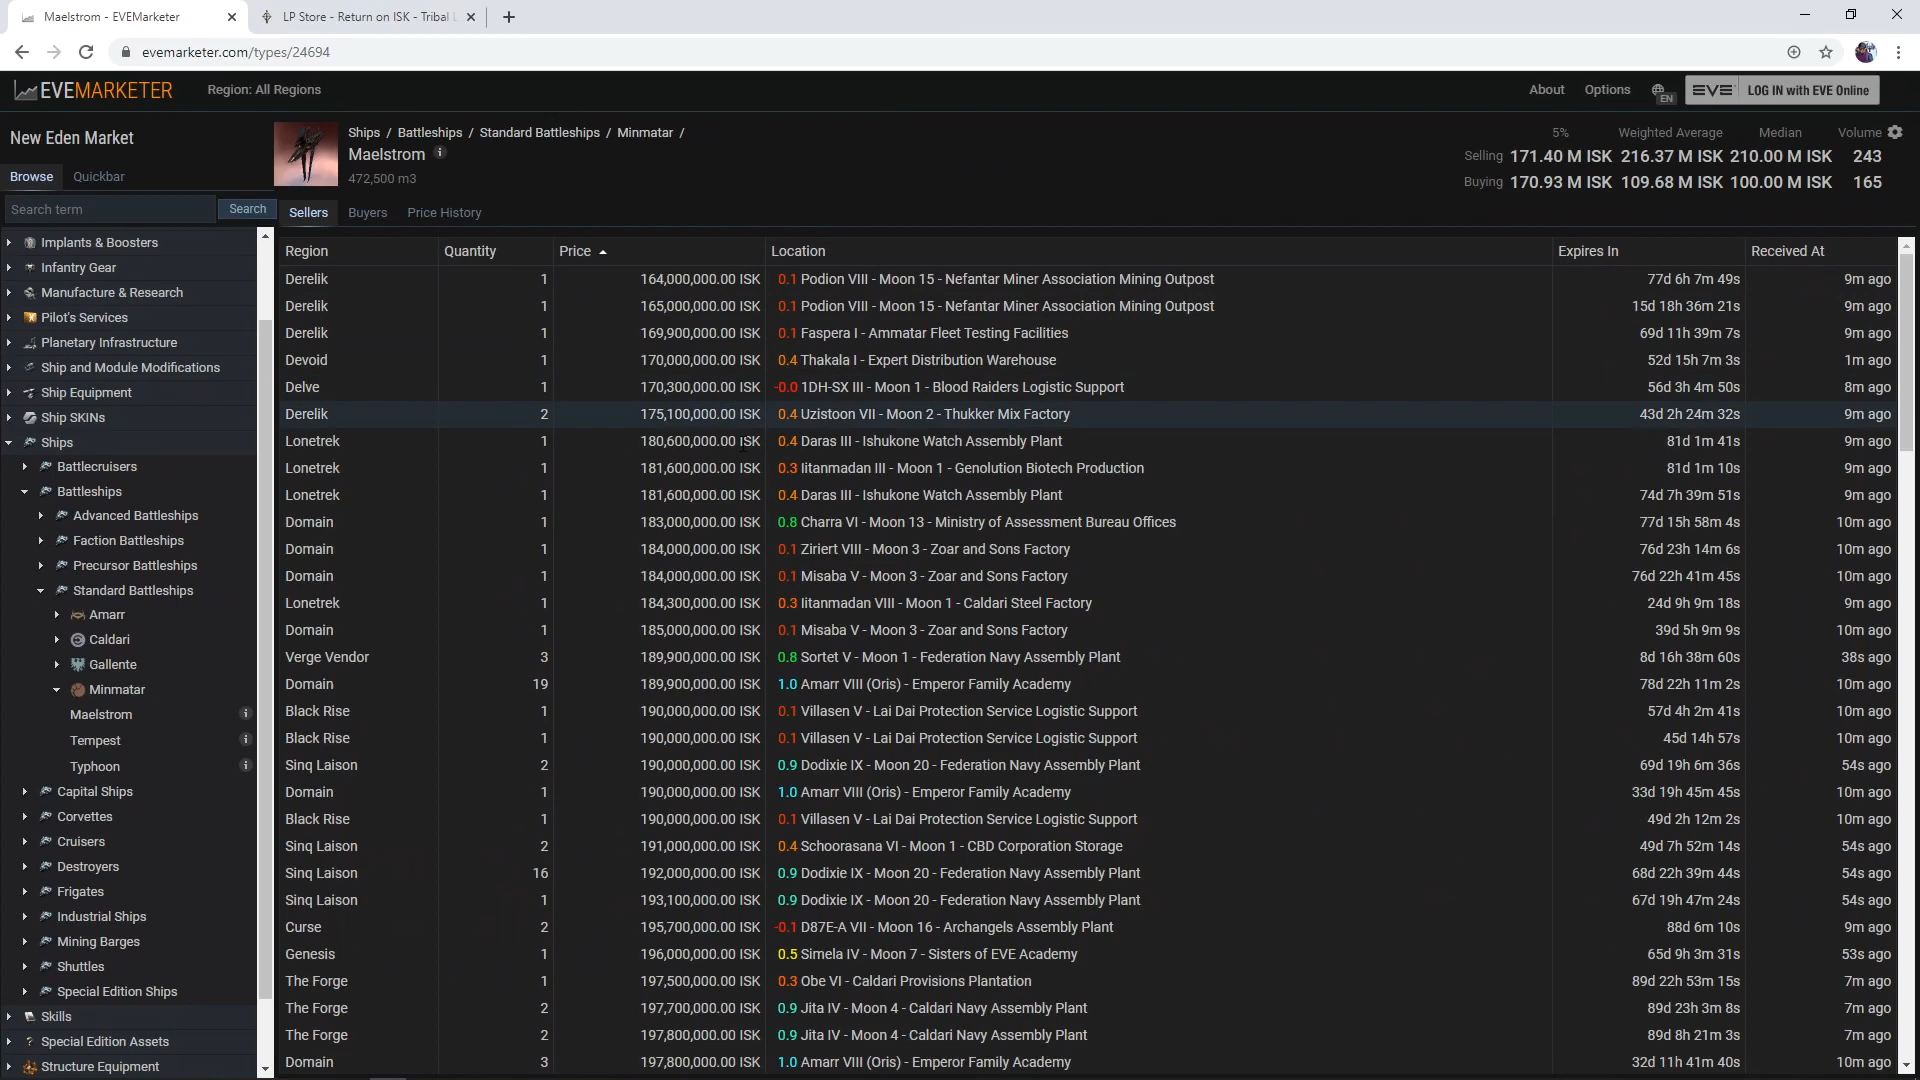 Maelstrom - EVEMarketer
LP Store - Return on ISK - Tribal L
evemarketer.com/types/24694
EVEMARKETER
Region: All Regions
About
Options
EN
EVE LOG IN with EVE Online
New Eden Market
Browse
Quickbar
Search term
Search
Ships / Battleships / Standard Battleships / Minmatar /
Maelstrom
472,500 m3
5% Weighted Average Median Volume
Selling 171.40 M ISK 216.37 M ISK 210.00 M ISK 243
Buying 170.93 M ISK 109.68 M ISK 100.00 M ISK 165
Sellers Buyers Price History
Implants & Boosters
Infantry Gear
Manufacture & Research
Pilot's Services
Planetary Infrastructure
Ship and Module Modifications
Ship Equipment
Ship SKINs
Ships
Battlecruisers
Battleships
Advanced Battleships
Faction Battleships
Precursor Battleships
Standard Battleships
Amarr
Caldari
Gallente
Minmatar
Maelstrom
Tempest
Typhoon
Capital Ships
Corvettes
Cruisers
Destroyers
Frigates
Industrial Ships
Mining Barges
Shuttles
Special Edition Ships
Skills
Special Edition Assets
Structure Equipment
Region Quantity Price Location Expires In Received At
Derelik 1 164,000,000.00 ISK 0.1 Podion VIII - Moon 15 - Nefantar Miner Association Mining Outpost 77d 6h 7m 49s 9m ago
Derelik 1 165,000,000.00 ISK 0.1 Podion VIII - Moon 15 - Nefantar Miner Association Mining Outpost 15d 18h 36m 21s 9m ago
Derelik 1 169,900,000.00 ISK 0.1 Faspera I - Ammatar Fleet Testing Facilities 69d 11h 39m 7s 9m ago
Devoid 1 170,000,000.00 ISK 0.4 Thakala I - Expert Distribution Warehouse 52d 15h 7m 3s 1m ago
Delve 1 170,300,000.00 ISK -0.0 1DH-SX III - Moon 1 - Blood Raiders Logistic Support 56d 3h 4m 50s 8m ago
Derelik 2 175,100,000.00 ISK 0.4 Uzistoon VII - Moon 2 - Thukker Mix Factory 43d 2h 24m 32s 9m ago
Lonetrek 1 180,600,000.00 ISK 0.4 Daras III - Ishukone Watch Assembly Plant 81d 1m 41s 9m ago
Lonetrek 1 181,600,000.00 ISK 0.3 Iitanmadan III - Moon 1 - Genolution Biotech Production 81d 1m 10s 9m ago
Lonetrek 1 181,600,000.00 ISK 0.4 Daras III - Ishukone Watch Assembly Plant 74d 7h 39m 51s 9m ago
Domain 1 183,000,000.00 ISK 0.8 Charra VI - Moon 13 - Ministry of Assessment Bureau Offices 77d 15h 58m 4s 10m ago
Domain 1 184,000,000.00 ISK 0.1 Ziriert VIII - Moon 3 - Zoar and Sons Factory 76d 23h 14m 6s 10m ago
Domain 1 184,000,000.00 ISK 0.1 Misaba V - Moon 3 - Zoar and Sons Factory 76d 22h 41m 45s 10m ago
Lonetrek 1 184,300,000.00 ISK 0.3 Iitanmadan VIII - Moon 1 - Caldari Steel Factory 24d 9h 9m 18s 9m ago
Domain 1 185,000,000.00 ISK 0.1 Misaba V - Moon 3 - Zoar and Sons Factory 39d 5h 9m 9s 10m ago
Verge Vendor 3 189,900,000.00 ISK 0.8 Sortet V - Moon 1 - Federation Navy Assembly Plant 8d 16h 38m 60s 38s ago
Domain 19 189,900,000.00 ISK 1.0 Amarr VIII (Oris) - Emperor Family Academy 78d 22h 11m 2s 10m ago
Black Rise 1 190,000,000.00 ISK 0.1 Villasen V - Lai Dai Protection Service Logistic Support 57d 4h 2m 41s 10m ago
Black Rise 1 190,000,000.00 ISK 0.1 Villasen V - Lai Dai Protection Service Logistic Support 45d 14h 57s 10m ago
Sinq Laison 2 190,000,000.00 ISK 0.9 Dodixie IX - Moon 20 - Federation Navy Assembly Plant 69d 19h 6m 36s 54s ago
Domain 1 190,000,000.00 ISK 1.0 Amarr VIII (Oris) - Emperor Family Academy 33d 19h 45m 45s 10m ago
Black Rise 1 190,000,000.00 ISK 0.1 Villasen V - Lai Dai Protection Service Logistic Support 49d 2h 12m 2s 10m ago
Sinq Laison 2 191,000,000.00 ISK 0.4 Schoorasana VI - Moon 1 - CBD Corporation Storage 49d 7h 52m 14s 54s ago
Sinq Laison 16 192,000,000.00 ISK 0.9 Dodixie IX - Moon 20 - Federation Navy Assembly Plant 68d 22h 39m 44s 54s ago
Sinq Laison 1 193,100,000.00 ISK 0.9 Dodixie IX - Moon 20 - Federation Navy Assembly Plant 67d 19h 47m 24s 54s ago
Curse 2 195,700,000.00 ISK -0.1 D87E-A VII - Moon 16 - Archangels Assembly Plant 88d 6m 10s 9m ago
Genesis 1 196,000,000.00 ISK 0.5 Simela IV - Moon 7 - Sisters of EVE Academy 65d 9h 3m 31s 53s ago
The Forge 1 197,500,000.00 ISK 0.3 Obe VI - Caldari Provisions Plantation 89d 22h 53m 15s 7m ago
The Forge 2 197,700,000.00 ISK 0.9 Jita IV - Moon 4 - Caldari Navy Assembly Plant 89d 23h 3m 8s 7m ago
The Forge 2 197,800,000.00 ISK 0.9 Jita IV - Moon 4 - Caldari Navy Assembly Plant 89d 8h 21m 3s 7m ago
Domain 3 197,800,000.00 ISK 1.0 Amarr VIII (Oris) - Emperor Family Academy 32d 11h 41m 40s 10m ago